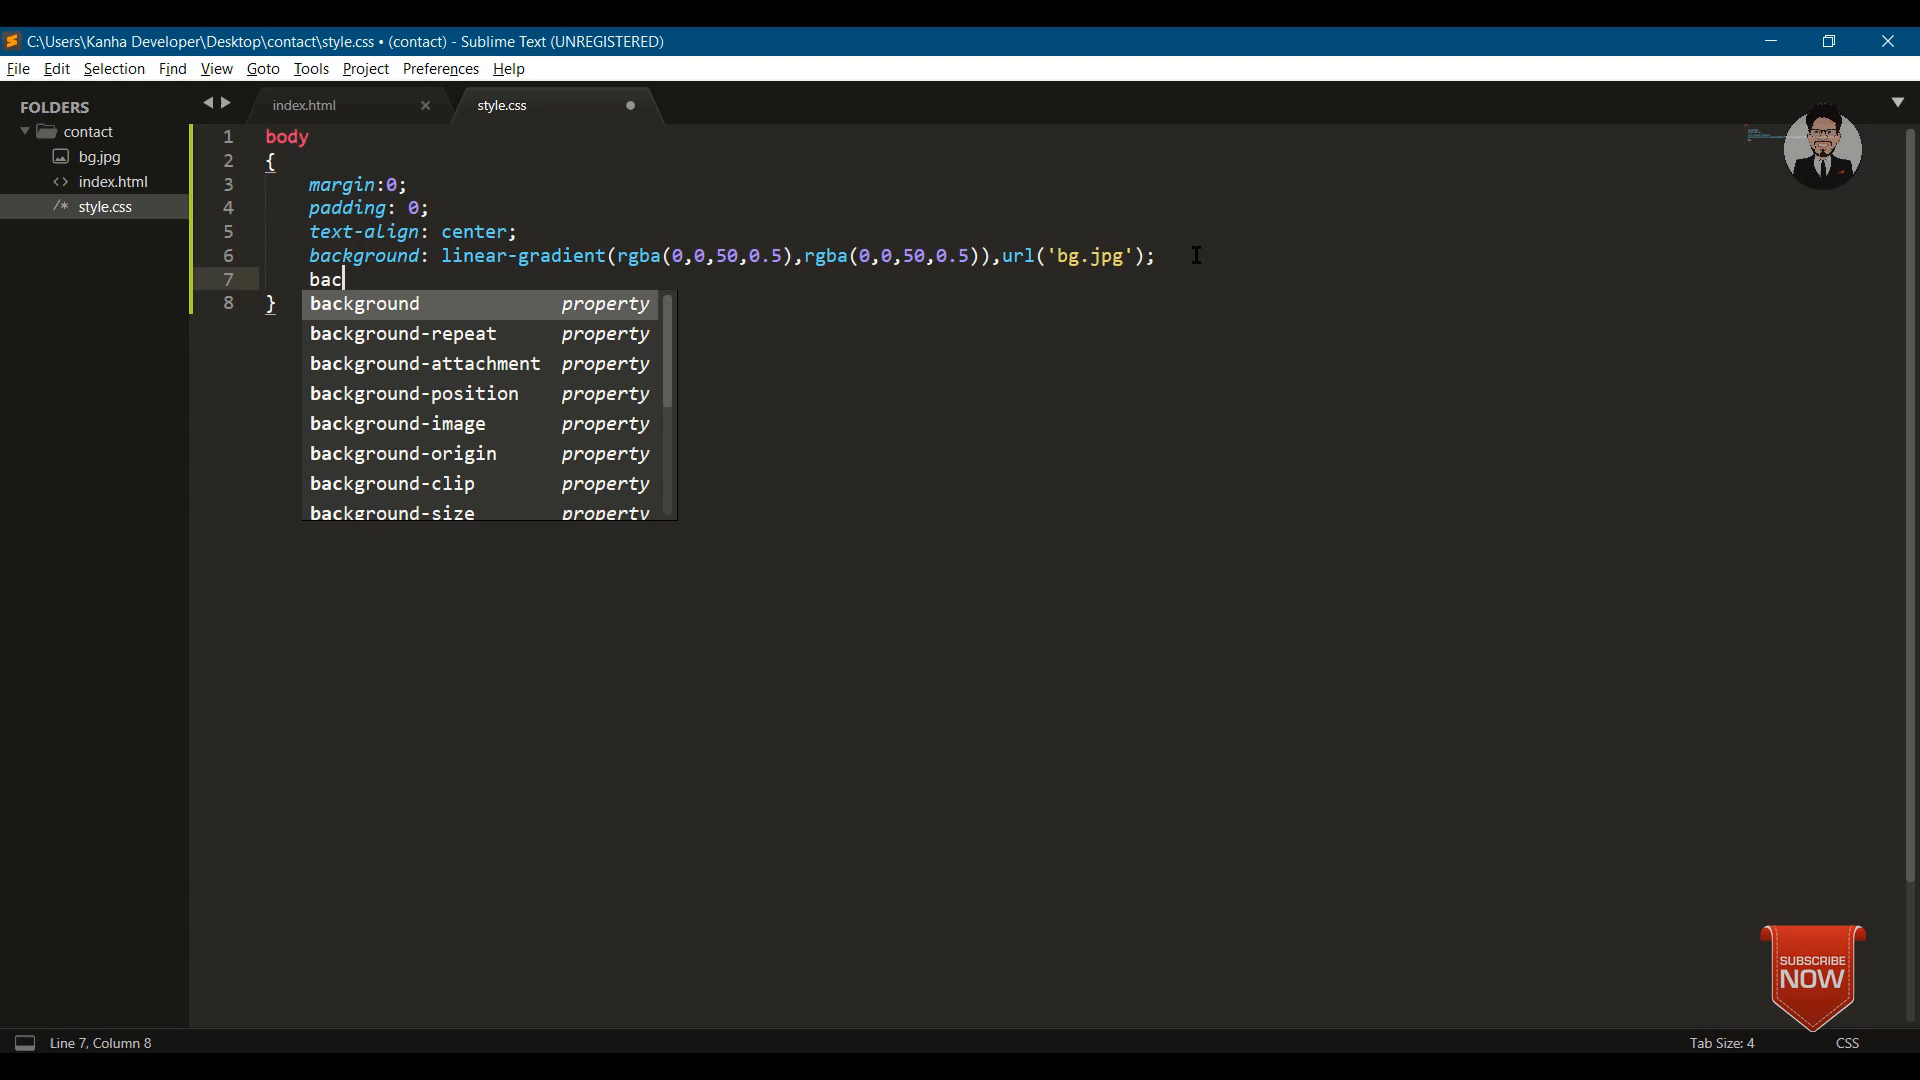 C:\Users\Kanha Developer\Desktop\contact\style.css • (contact) - Sublime Text (UNREGISTERED)
File Edit Selection Find View Goto Tools Project Preferences Help
FOLDERS
contact
bg.jpg
index.html
/* style.css
index.html
style.css
1 body
2 {
3 margin:0;
4 padding: 0;
5 text-align: center;
6 background: linear-gradient(rgba(0,0,50,0.5),rgba(0,0,50,0.5)),url('bg.jpg');
7 bac
8 }
background property
background-repeat property
background-attachment property
background-position property
background-image property
background-origin property
background-clip property
background-size property
SUBSCRIBE
NOW
Line 7, Column 8
Tab Size: 4
CSS